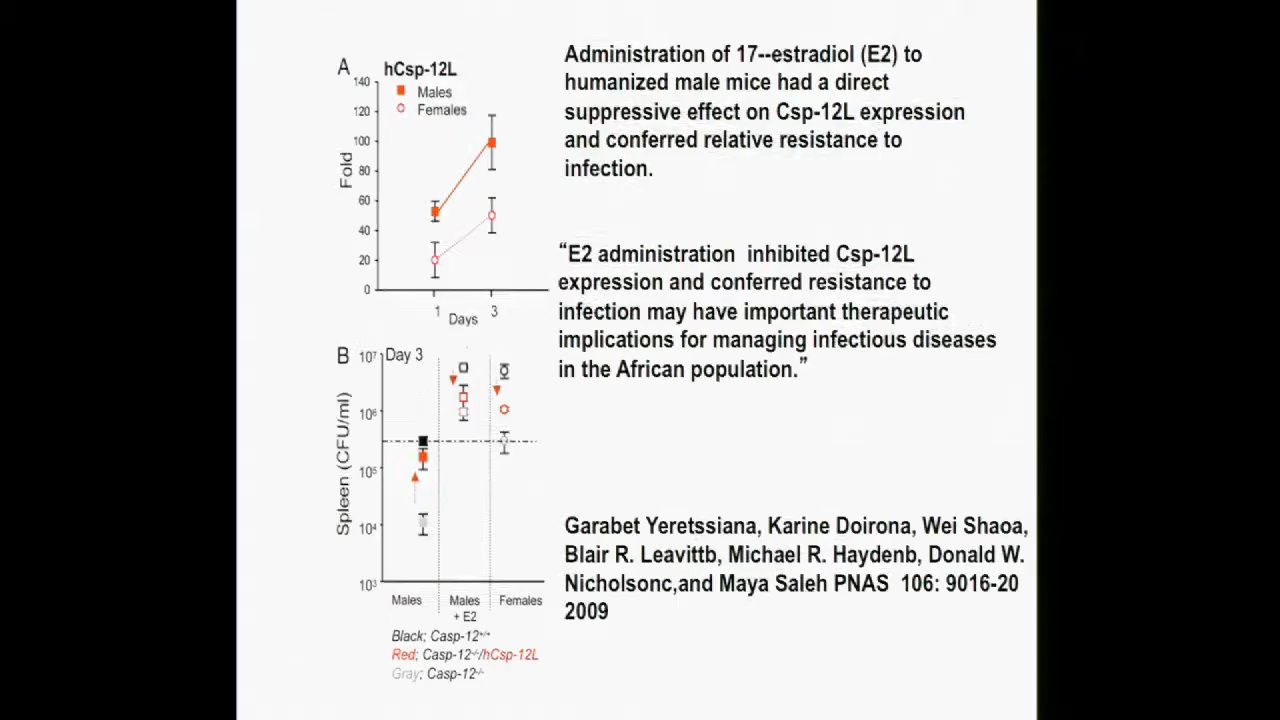 A hCsp-12L
140
120
100
80
60
40
20
0
Fold
Males
Females
1 3
Days
B Day 3
10⁷
10⁶
10⁵
10⁴
10³
Spleen (CFU/ml)
Males Males Females
+ E2
Black; Casp-12⁺/⁺
Red; Casp-12⁻/⁻/hCsp-12L
Gray; Casp-12⁻/⁻
Administration of 17--estradiol (E2) to
humanized male mice had a direct
suppressive effect on Csp-12L expression
and conferred relative resistance to
infection.
“E2 administration inhibited Csp-12L
expression and conferred resistance to
infection may have important therapeutic
implications for managing infectious diseases
in the African population.”
Garabet Yeretssiana, Karine Doirona, Wei Shaoa,
Blair R. Leavittb, Michael R. Haydenb, Donald W.
Nicholsonc,and Maya Saleh PNAS 106: 9016-20
2009